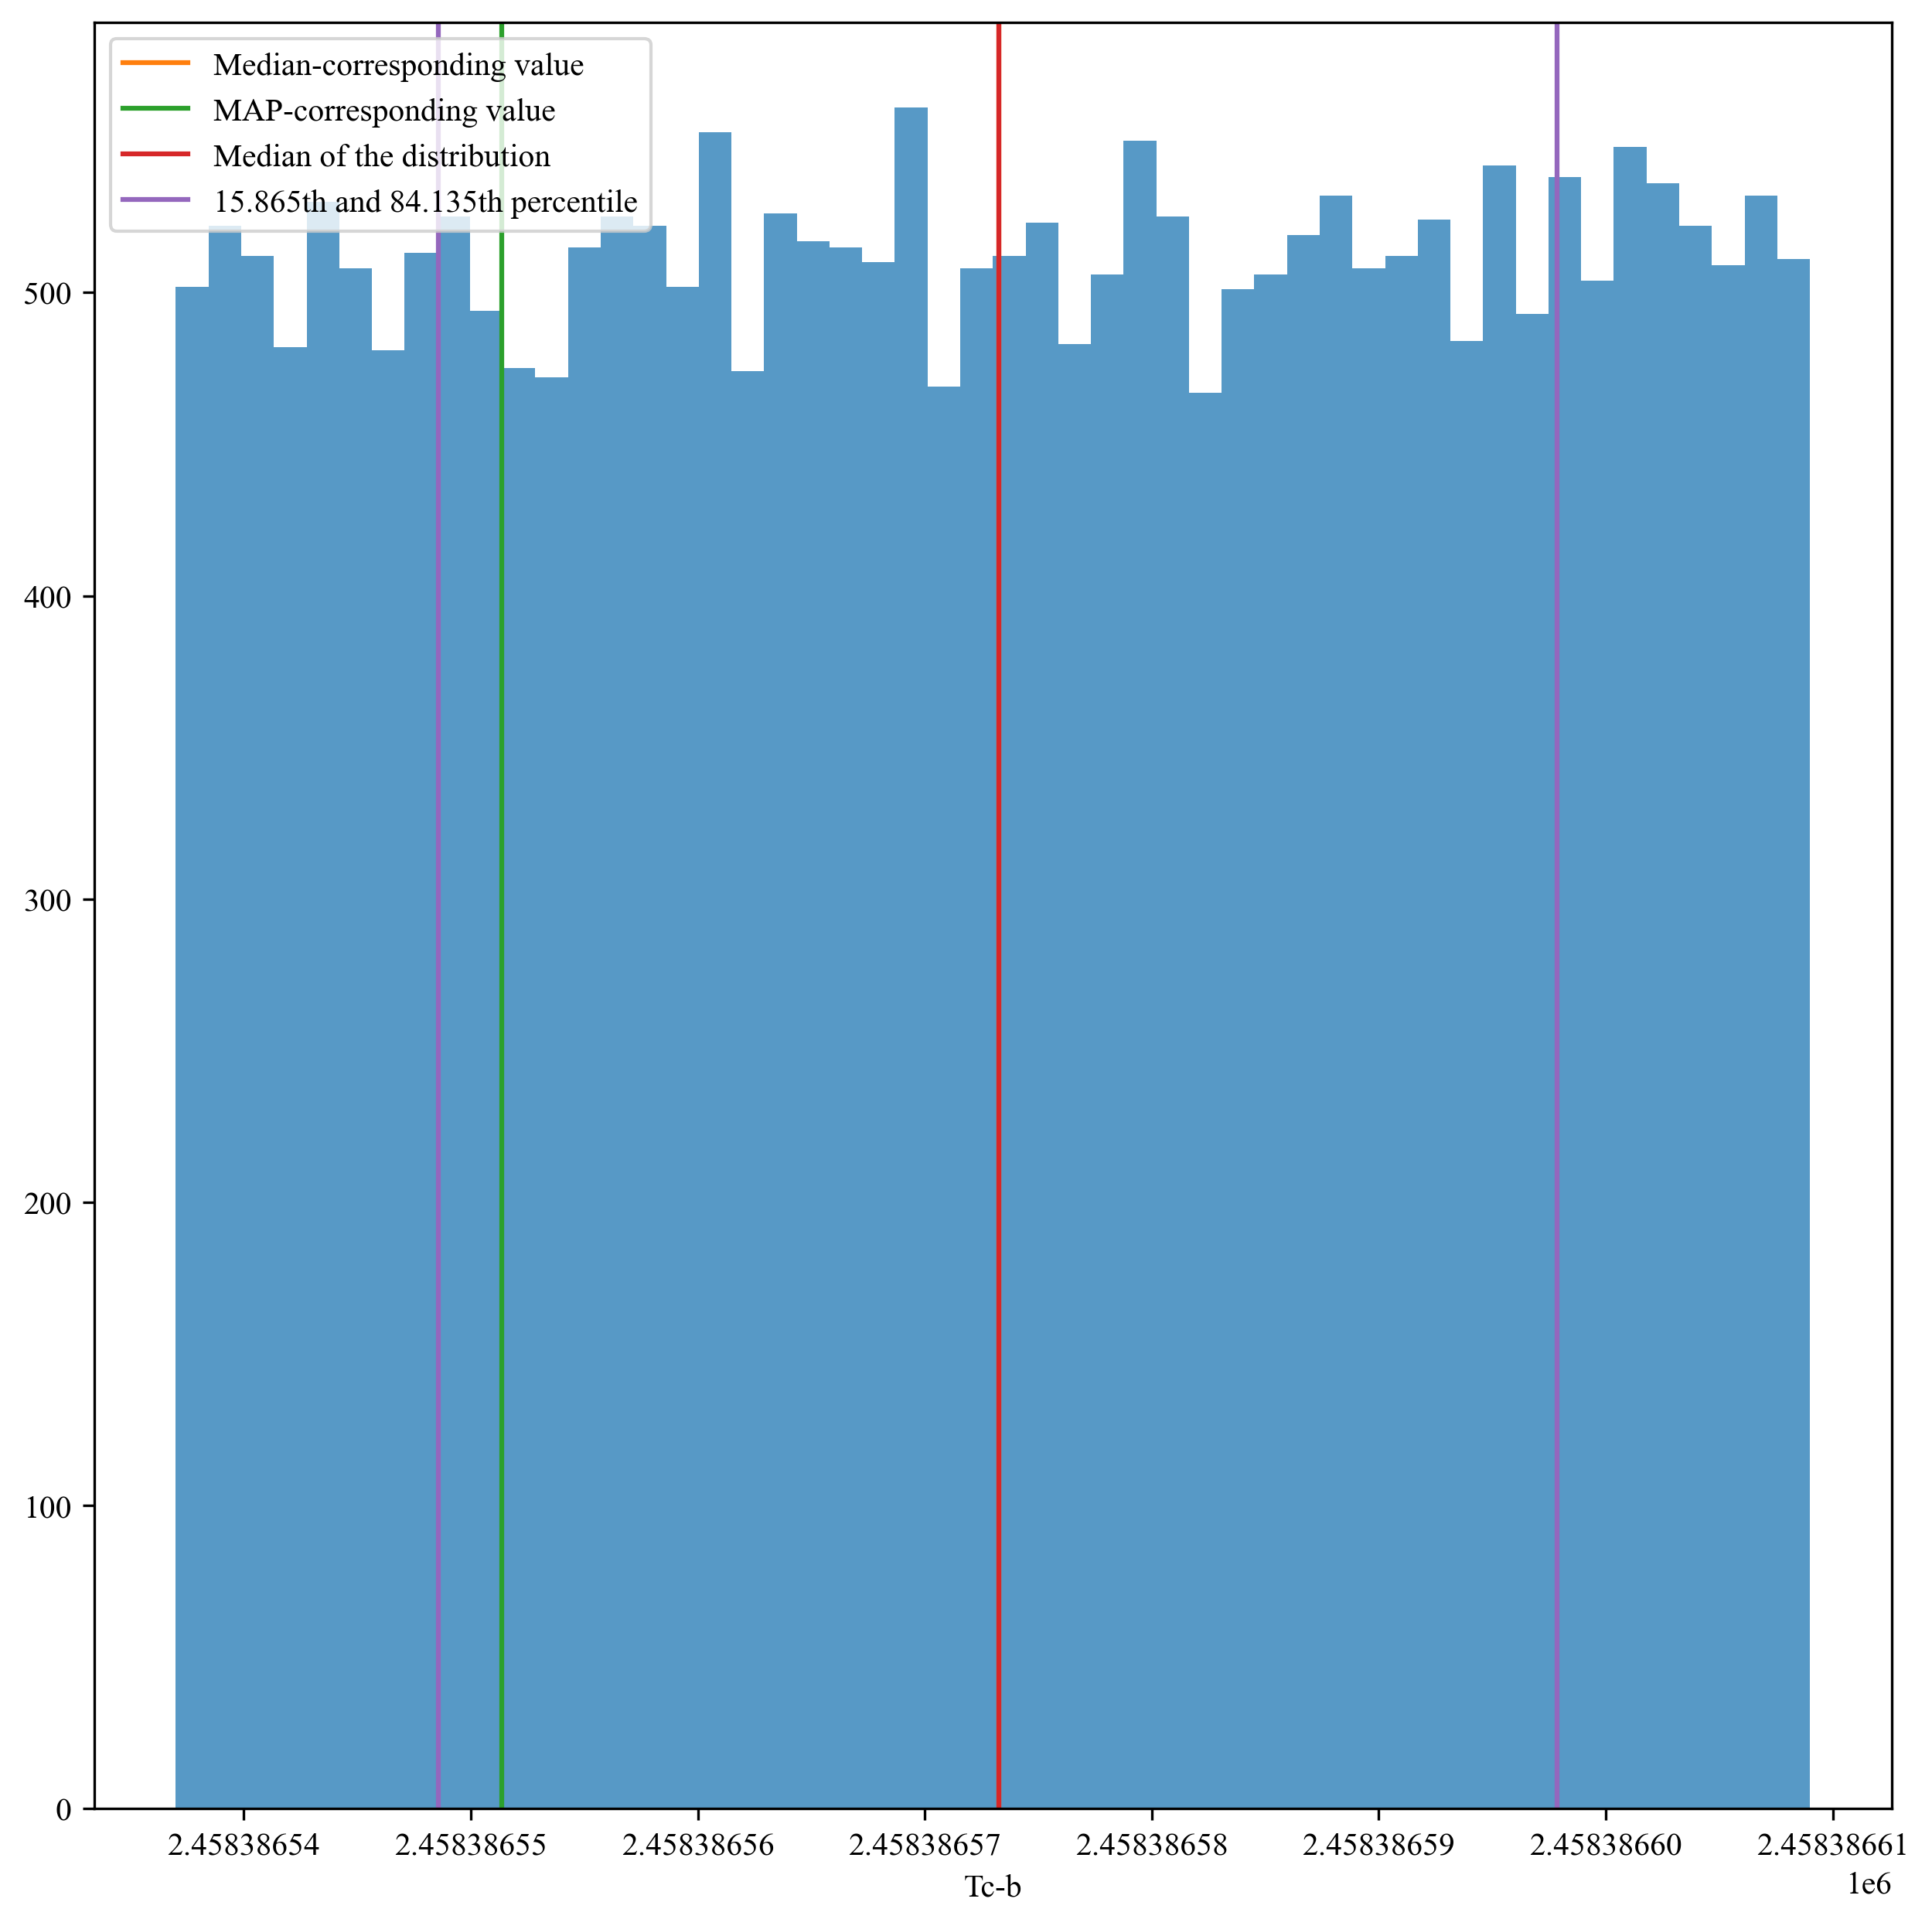 Median-corresponding value
MAP-corresponding value
Median of the distribution
15.865th and 84.135th percentile
500
400
300
200
100
0
2.45838654 2.45838655 2.45838656 2.45838657 2.45838658 2.45838659 2.45838660 2.45838661
Tc-b
1e6